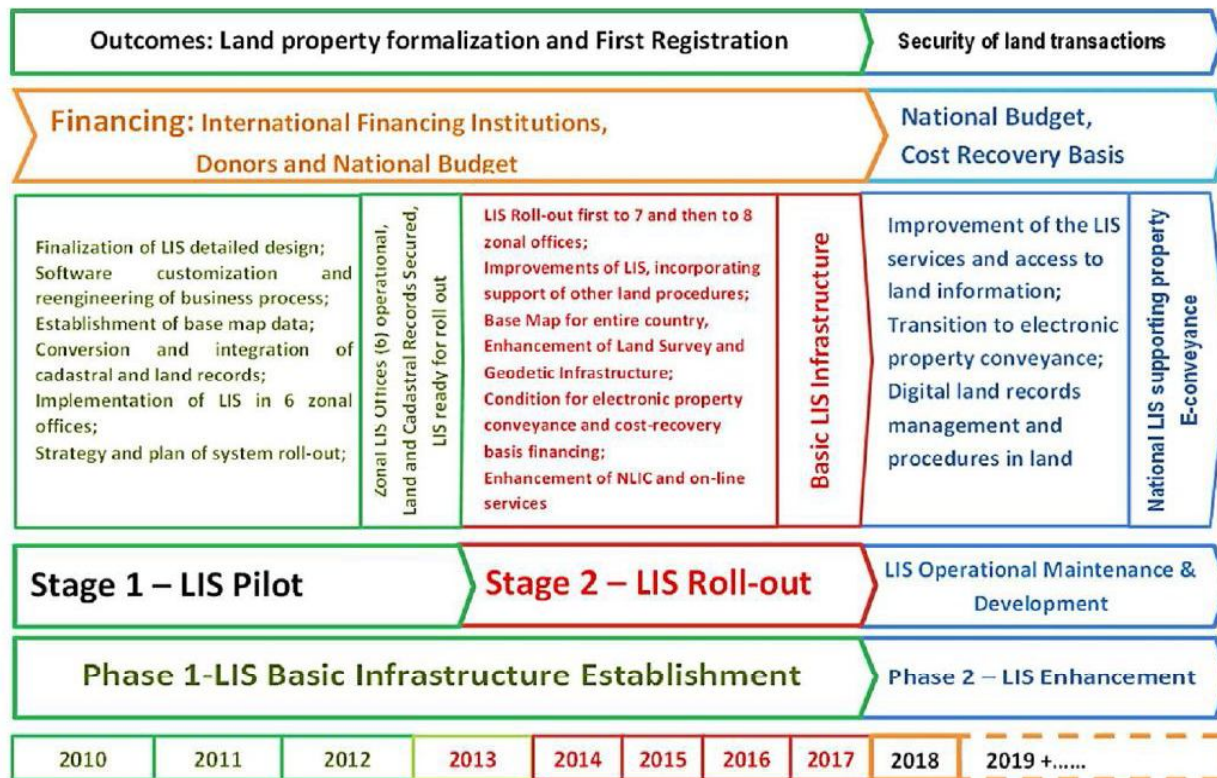 Outcomes: Land property formalization and First Registration
Security of land transactions
Financing: International Financing Institutions,
Donors and National Budget
National Budget,
Cost Recovery Basis
Finalization of LIS detailed design;
Software customization and
reengineering of business process;
Establishment of base map data;
Conversion and integration of
cadastral and land records;
Implementation of LIS in 6 zonal
offices;
Strategy and plan of system roll-out;
Zonal LIS Offices (6) operational,
Land and Cadastral Records Secured,
LIS ready for roll out
LIS Roll-out first to 7 and then to 8
zonal offices;
Improvements of LIS, incorporating
support of other land procedures;
Base Map for entire country,
Enhancement of Land Survey and
Geodetic Infrastructure;
Condition for electronic property
conveyance and cost-recovery
basis financing;
Enhancement of NLIC and on-line
services
Basic LIS Infrastructure
Improvement of the LIS
services and access to
land information;
Transition to electronic
property conveyance;
Digital land records
management and
procedures in land
National LIS supporting property
E-conveyance
Stage 1 – LIS Pilot
Stage 2 – LIS Roll-out
LIS Operational Maintenance &
Development
Phase 1-LIS Basic Infrastructure Establishment
Phase 2 – LIS Enhancement
2010 2011 2012 2013 2014 2015 2016 2017 2018 2019 +......